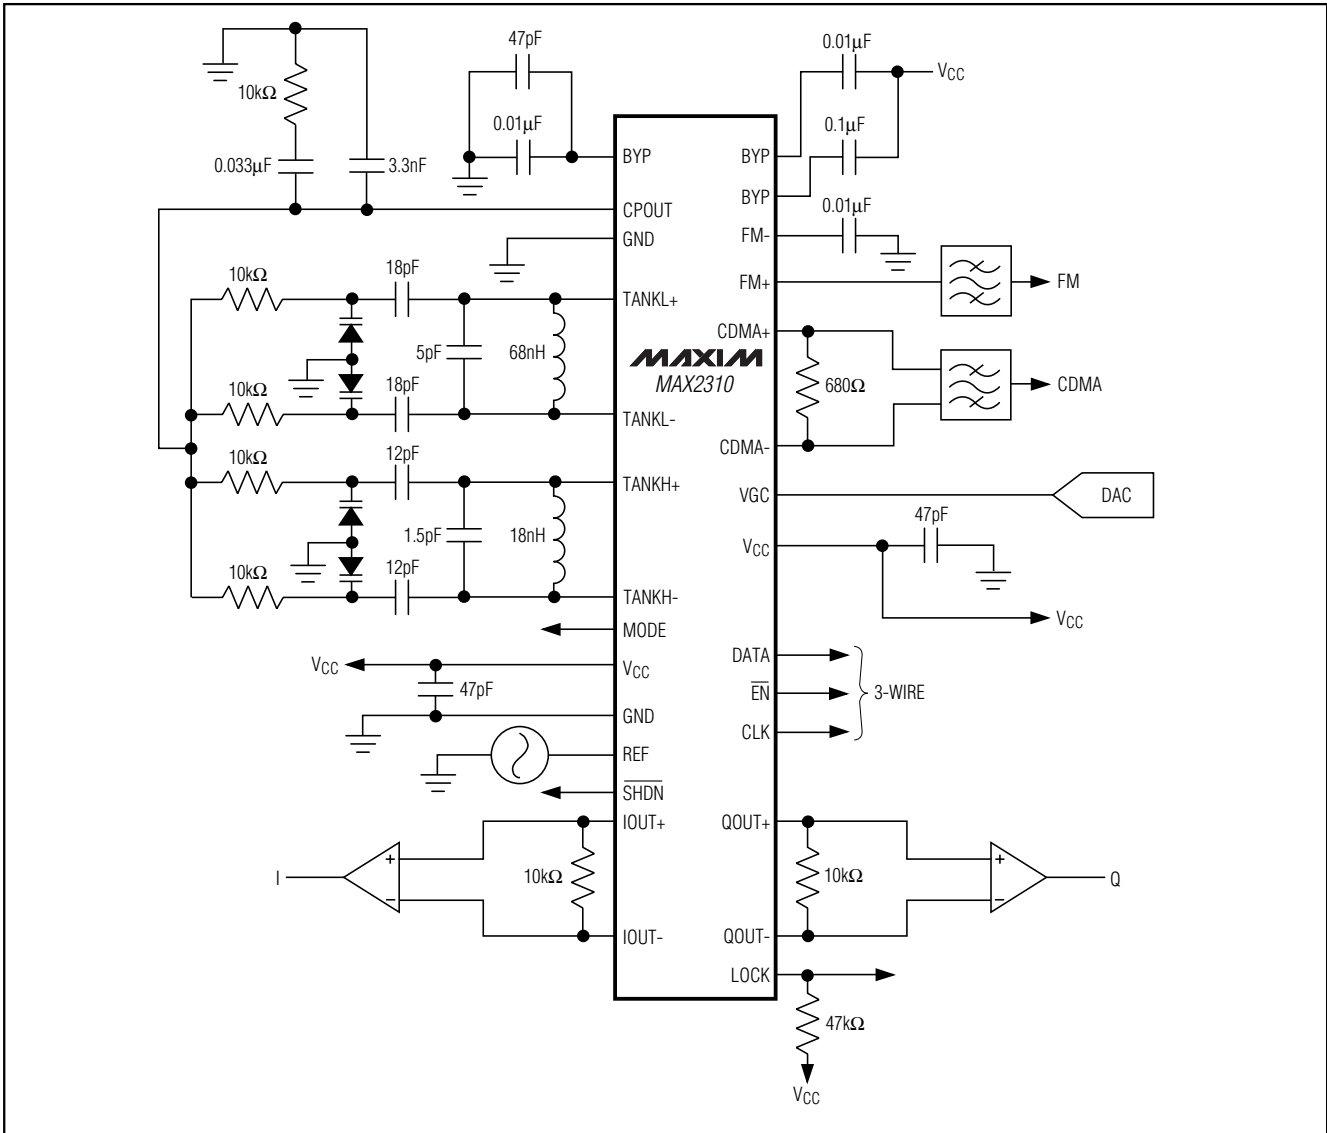 47pF
0.01µF
VCC
10kΩ
0.01µF
0.1µF
0.033µF
3.3nF
BYP
BYP
BYP
CPOUT
0.01µF
GND
FM-
10kΩ
18pF
FM+
FM
TANKL+
CDMA+
5pF
68nH
MAXIM
MAX2310
680Ω
CDMA
10kΩ
18pF
TANKL-
CDMA-
10kΩ
12pF
TANKH+
VGC
DAC
47pF
1.5pF
18nH
VCC
10kΩ
12pF
TANKH-
VCC
MODE
DATA
VCC
VCC
47pF
EN
3-WIRE
GND
CLK
REF
SHDN
IOUT+
QOUT+
+
+
I
10kΩ
10kΩ
Q
−
−
IOUT-
QOUT-
LOCK
47kΩ
VCC